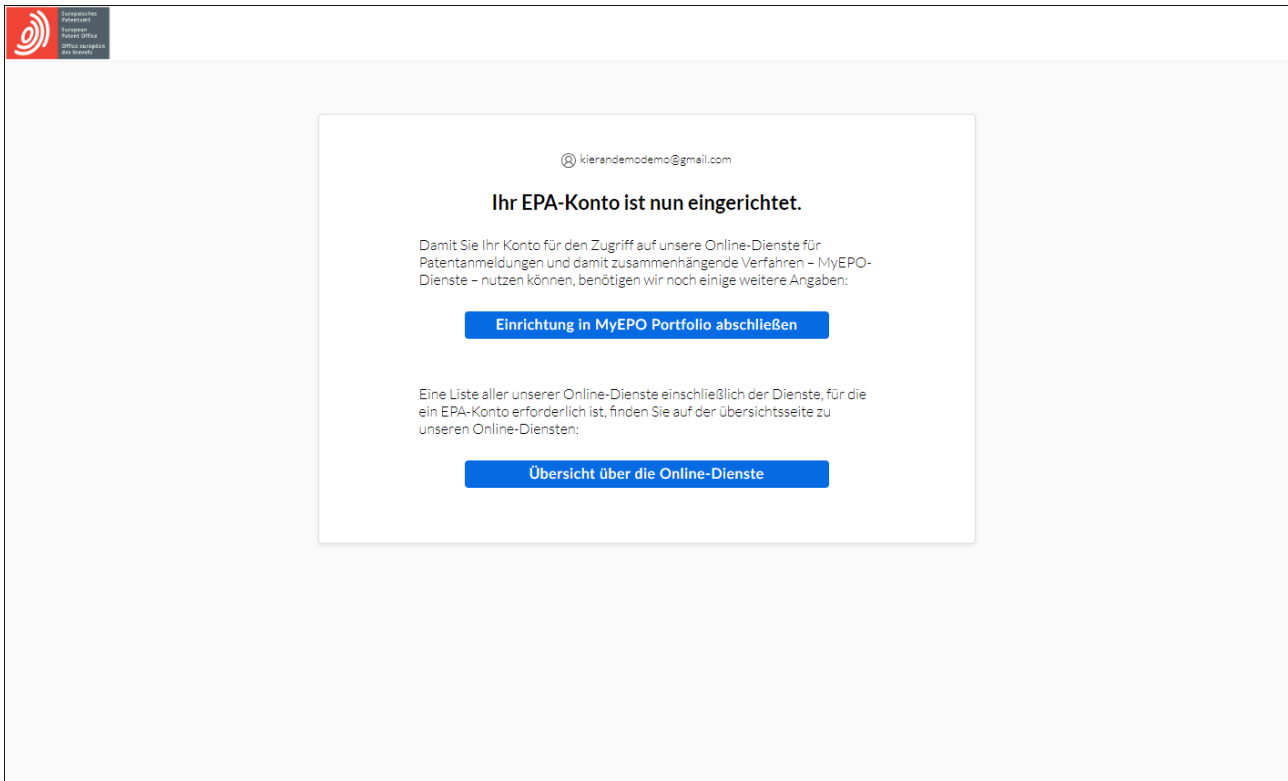 Europäisches
Patentamt
European
Patent Office
Office européen
des brevets
kierandemodemo@gmail.com
Ihr EPA-Konto ist nun eingerichtet.
Damit Sie Ihr Konto für den Zugriff auf unsere Online-Dienste für
Patentanmeldungen und damit zusammenhängende Verfahren – MyEPO-
Dienste – nutzen können, benötigen wir noch einige weitere Angaben:
Einrichtung in MyEPO Portfolio abschließen
Eine Liste aller unserer Online-Dienste einschließlich der Dienste, für die
ein EPA-Konto erforderlich ist, finden Sie auf der übersichtsseite zu
unseren Online-Diensten:
Übersicht über die Online-Dienste